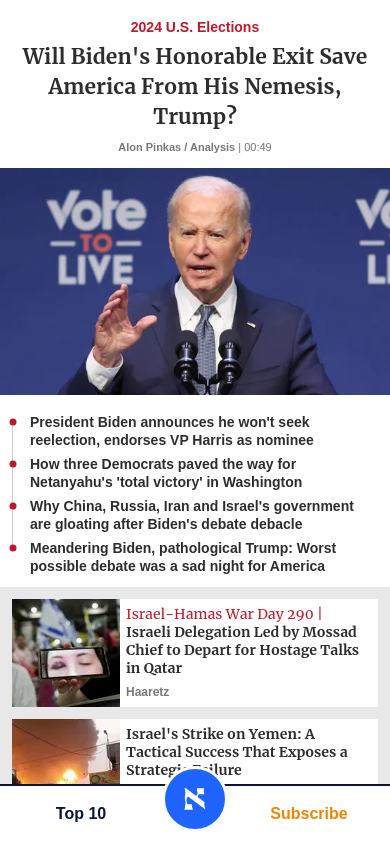 2024 U.S. Elections
Will Biden's Honorable Exit Save
America From His Nemesis,
Trump?
Alon Pinkas / Analysis | 00:49
vote
TO
LIVE
President Biden announces he won't seek
reelection, endorses VP Harris as nominee
How three Democrats paved the way for
Netanyahu's 'total victory' in Washington
Why China, Russia, Iran and Israel's government
are gloating after Biden's debate debacle
Meandering Biden, pathological Trump: Worst
possible debate was a sad night for America
Israel-Hamas War Day 290 |
Israeli Delegation Led by Mossad
Chief to Depart for Hostage Talks
in Qatar
Haaretz
Israel's Strike on Yemen: A
Tactical Success That Exposes a
Strategic Failure
Top 10
Subscribe